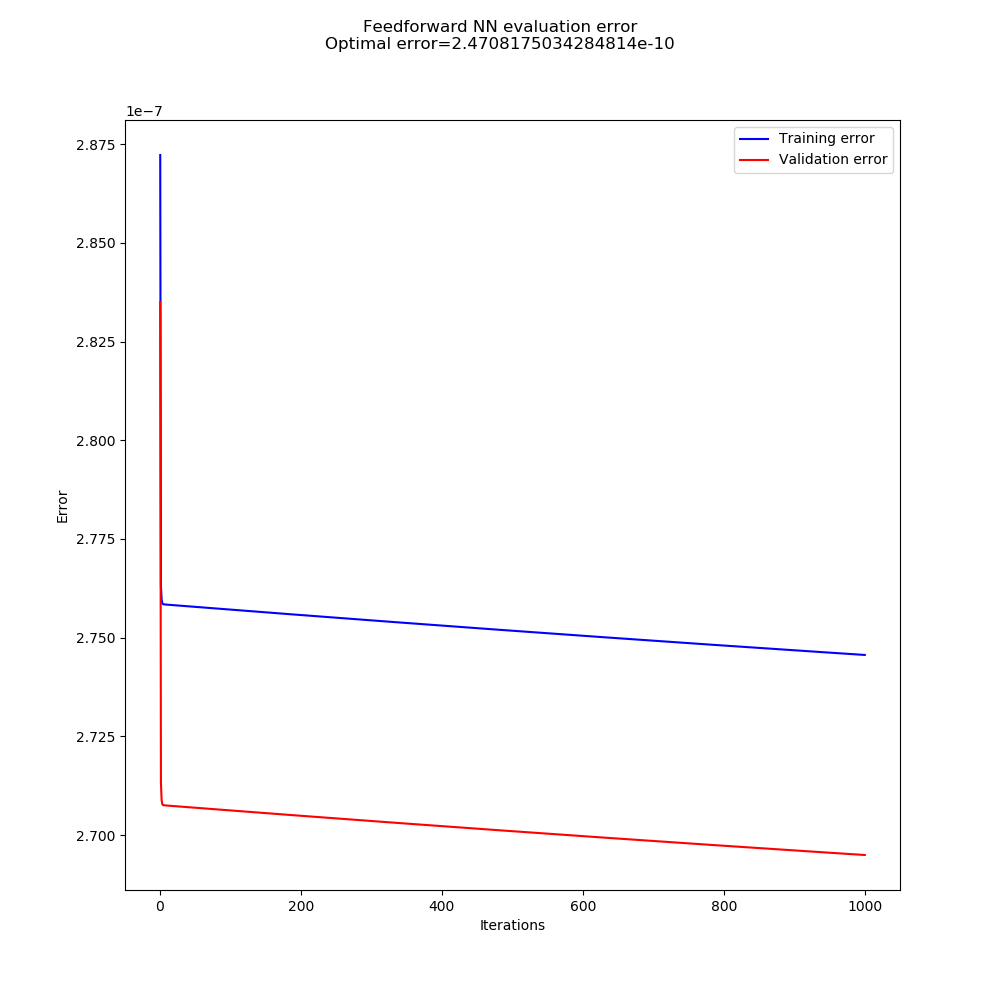 Feedforward NN evaluation error
Optimal error=2.4708175034284814e-10
1e−7
Training error
Validation error
2.875
2.850
2.825
2.800
2.775
2.750
2.725
2.700
Error
0 200 400 600 800 1000
Iterations